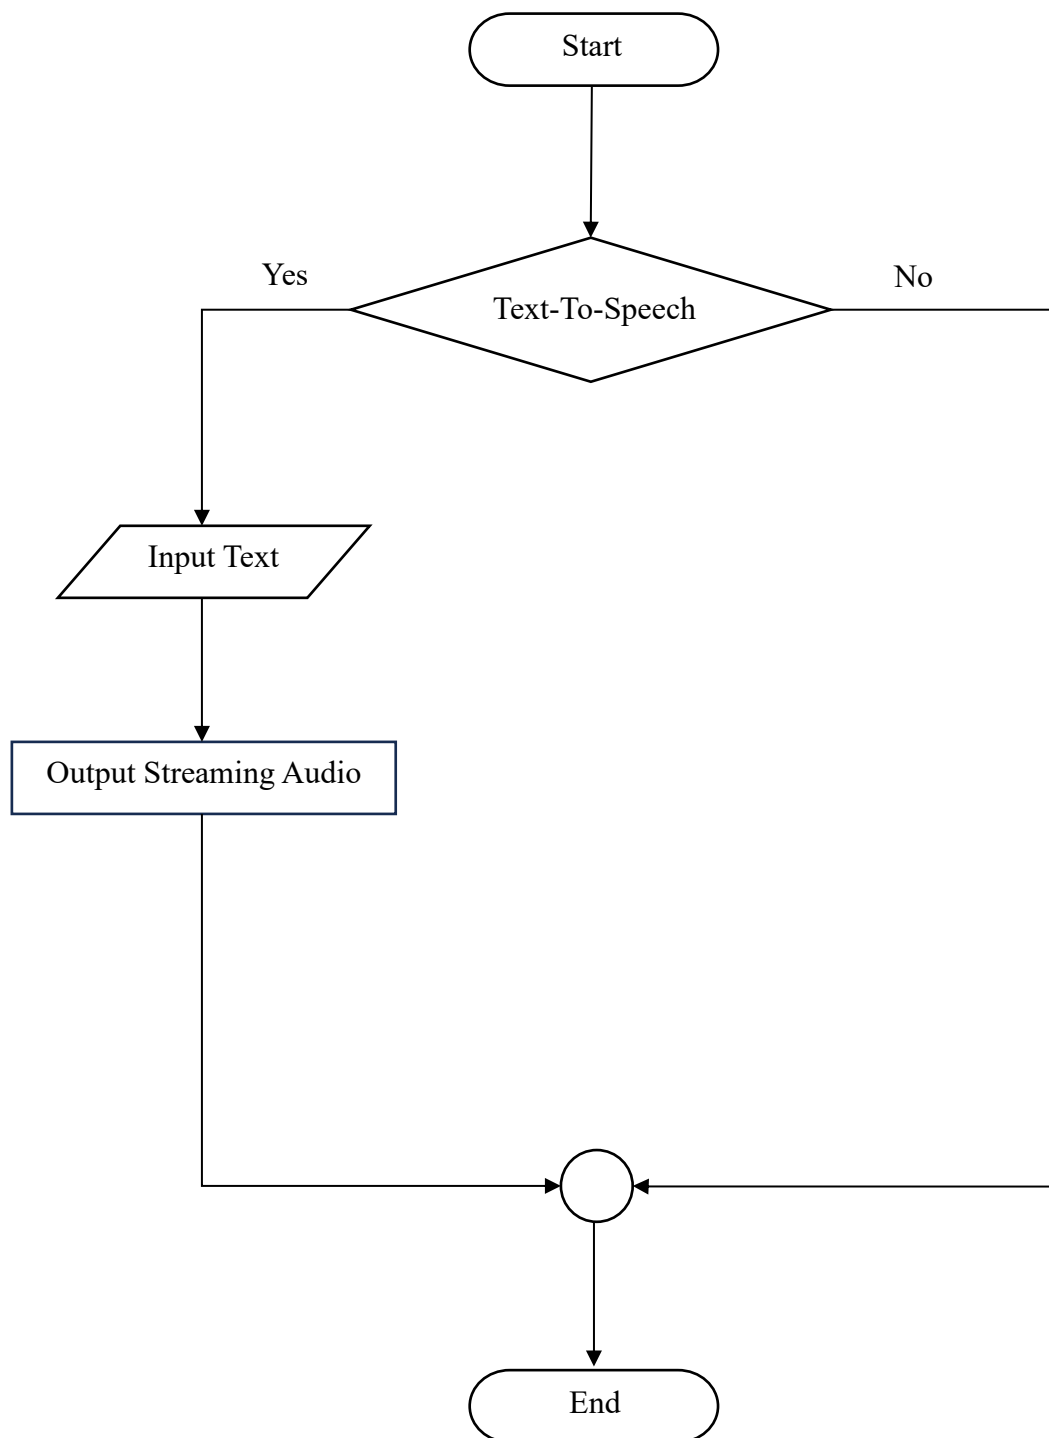 Start
Yes
No
Text-To-Speech
Input Text
Output Streaming Audio
End